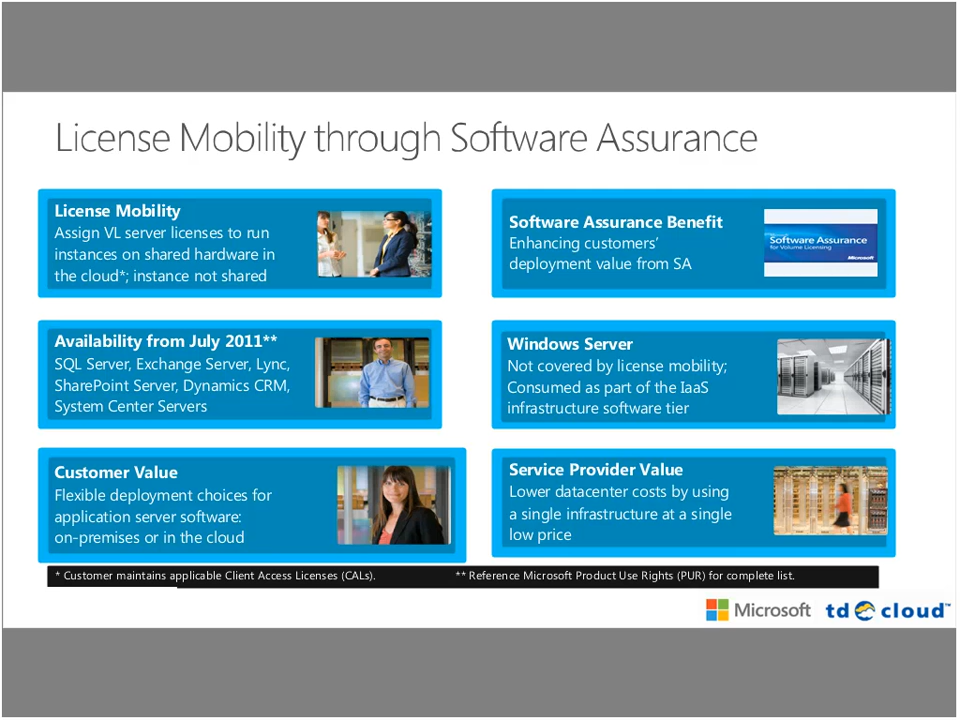 License Mobility through Software Assurance
License Mobility
Assign VL server licenses to run
instances on shared hardware in
the cloud*; instance not shared
Software Assurance Benefit
Enhancing customers'
deployment value from SA
Software Assurance
for Volume Licensing
Microsoft
Availability from July 2011**
SQL Server, Exchange Server, Lync,
SharePoint Server, Dynamics CRM,
System Center Servers
Windows Server
Not covered by license mobility;
Consumed as part of the IaaS
infrastructure software tier
Customer Value
Flexible deployment choices for
application server software:
on-premises or in the cloud
Service Provider Value
Lower datacenter costs by using
a single infrastructure at a single
low price
* Customer maintains applicable Client Access Licenses (CALs).
** Reference Microsoft Product Use Rights (PUR) for complete list.
Microsoft
td cloud™